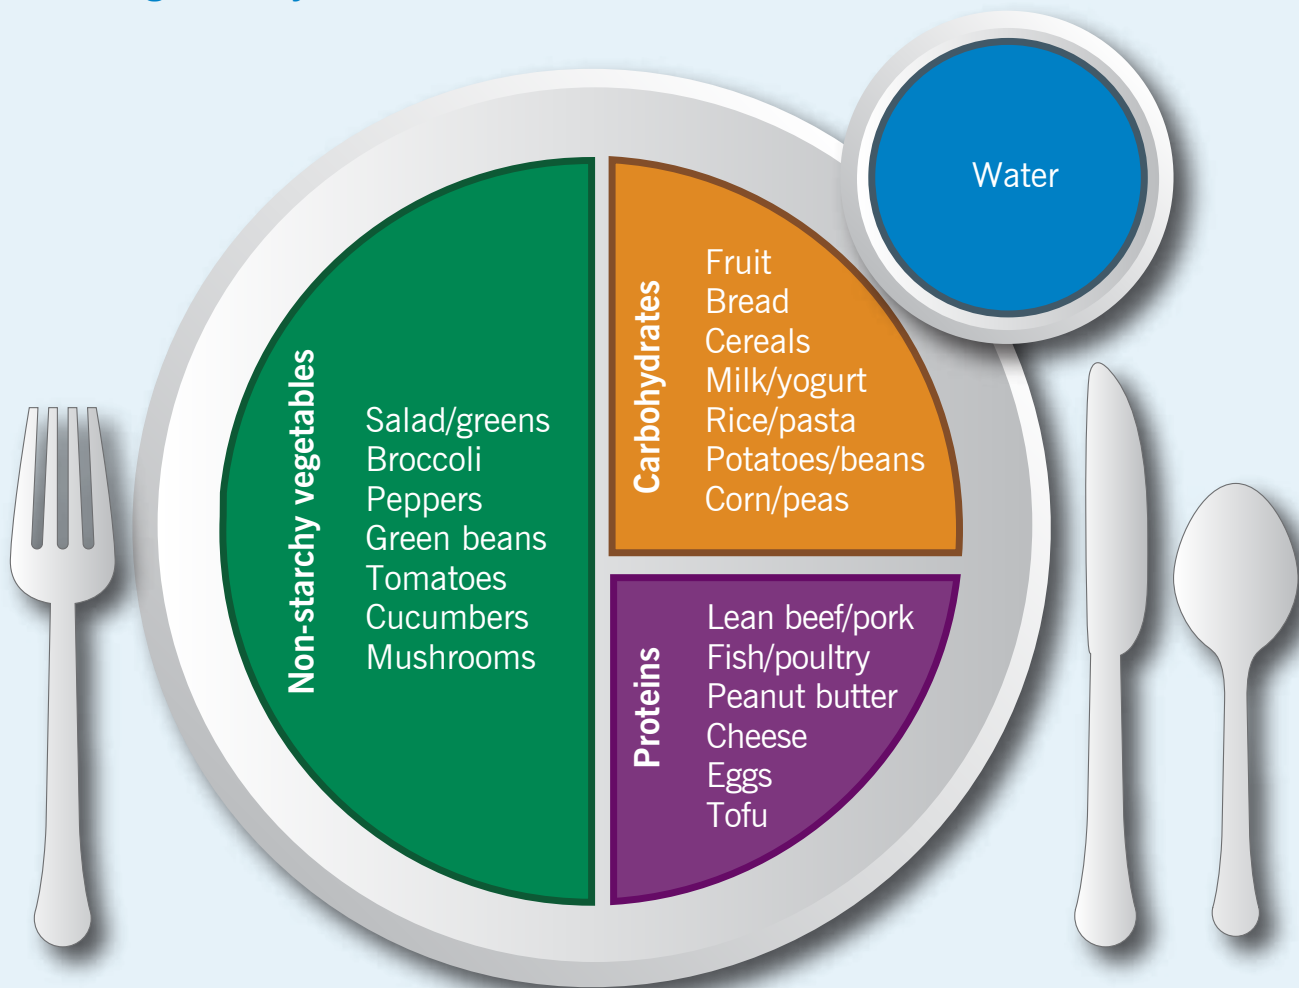 Water
Non-starchy vegetables
Salad/greens
Broccoli
Peppers
Green beans
Tomatoes
Cucumbers
Mushrooms
Carbohydrates
Fruit
Bread
Cereals
Milk/yogurt
Rice/pasta
Potatoes/beans
Corn/peas
Proteins
Lean beef/pork
Fish/poultry
Peanut butter
Cheese
Eggs
Tofu